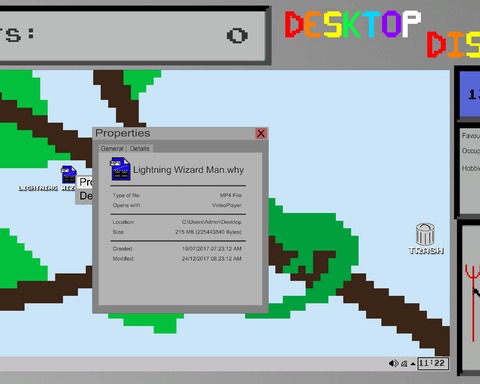 TS: 0
DESKTOP
DIS
Properties
General Details
Lightning Wizard Man.why
Type of file: MP4 File
Opens with: VideoPlayer
Location: C:\Users\Admin\Desktop
Size: 215 MB (225443840 Bytes)
Created: 18/07/2017 07:23:12 AM
Modified: 24/12/2017 08:23:12 AM
LIGHTNING WIZ
Pro
De
Favou
Occup
Hobbie
TRASH
11:22